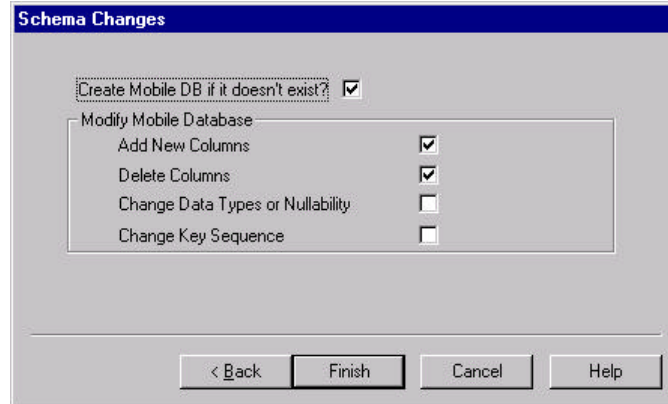 Schema Changes
Create Mobile DB if it doesn't exist?
Modify Mobile Database
Add New Columns
Delete Columns
Change Data Types or Nullability
Change Key Sequence
< Back Finish Cancel Help